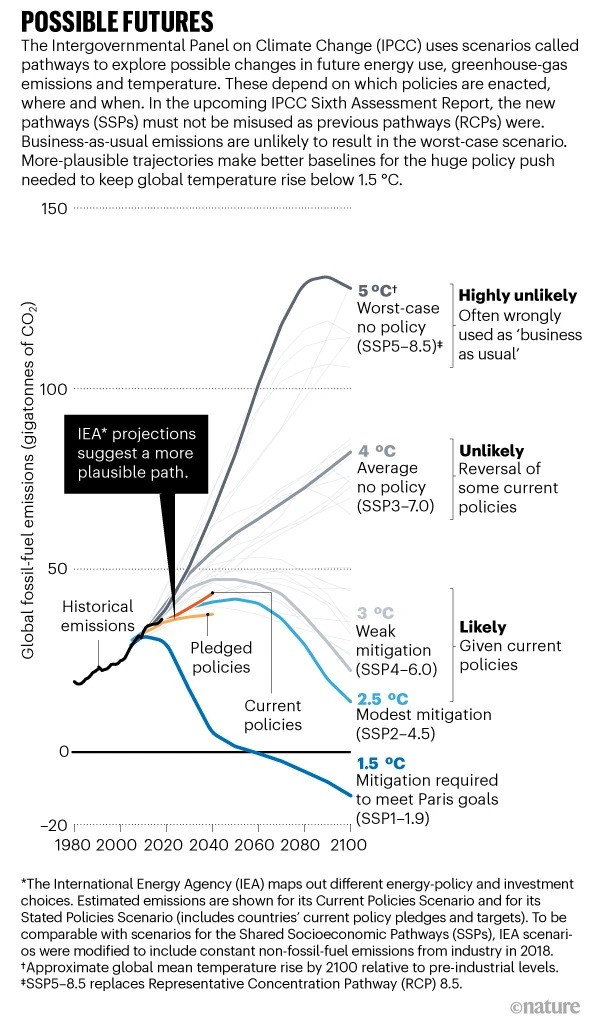 POSSIBLE FUTURES
The Intergovernmental Panel on Climate Change (IPCC) uses scenarios called
pathways to explore possible changes in future energy use, greenhouse-gas
emissions and temperature. These depend on which policies are enacted,
where and when. In the upcoming IPCC Sixth Assessment Report, the new
pathways (SSPs) must not be misused as previous pathways (RCPs) were.
Business-as-usual emissions are unlikely to result in the worst-case scenario.
More-plausible trajectories make better baselines for the huge policy push
needed to keep global temperature rise below 1.5 °C.
150
Global fossil-fuel emissions (gigatonnes of CO₂)
5 °C†
Worst-case
no policy
(SSP5–8.5)‡
Highly unlikely
Often wrongly
used as ‘business
as usual’
100
IEA* projections
suggest a more
plausible path.
4 °C
Average
no policy
(SSP3–7.0)
Unlikely
Reversal of
some current
policies
50
Historical
emissions
Pledged
policies
Current
policies
3 °C
Weak
mitigation
(SSP4–6.0)
Likely
Given current
policies
2.5 °C
Modest mitigation
(SSP2–4.5)
0
1.5 °C
Mitigation required
to meet Paris goals
(SSP1–1.9)
–20
1980 2000 2020 2040 2060 2080 2100
*The International Energy Agency (IEA) maps out different energy-policy and investment
choices. Estimated emissions are shown for its Current Policies Scenario and for its
Stated Policies Scenario (includes countries’ current policy pledges and targets). To be
comparable with scenarios for the Shared Socioeconomic Pathways (SSPs), IEA scenari-
os were modified to include constant non-fossil-fuel emissions from industry in 2018.
†Approximate global mean temperature rise by 2100 relative to pre-industrial levels.
‡SSP5–8.5 replaces Representative Concentration Pathway (RCP) 8.5.
©nature